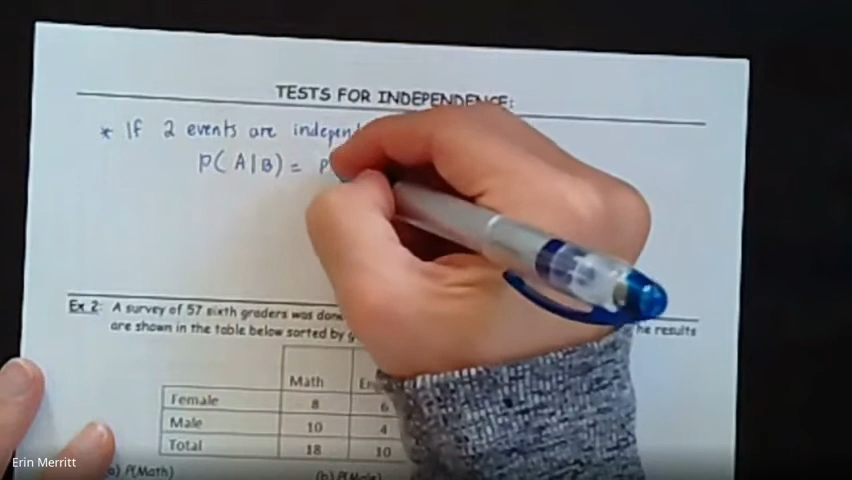 TESTS FOR INDEPENDENCE:
* If 2 events are independ
P(A|B) = P
Ex 2: A survey of 57 sixth graders was done he results
are shown in the table below sorted by g
Math
Female 8 6
Male 10 4
Total 18 10
a) P(Math) (b) P(Male)
Erin Merritt